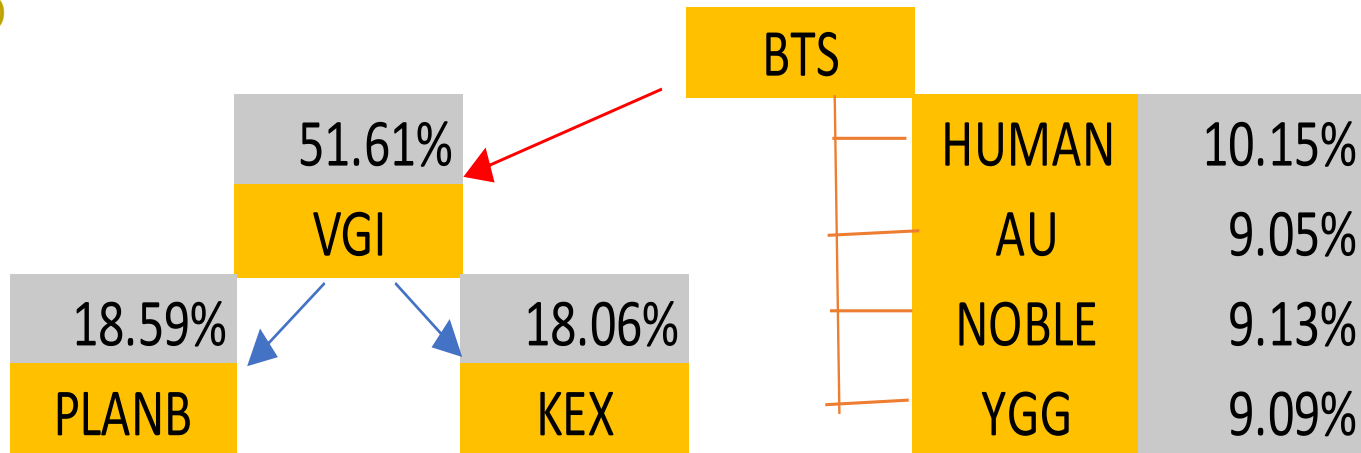 BTS
51.61%
VGI
18.59%
PLANB
18.06%
KEX
HUMAN 10.15%
AU 9.05%
NOBLE 9.13%
YGG 9.09%